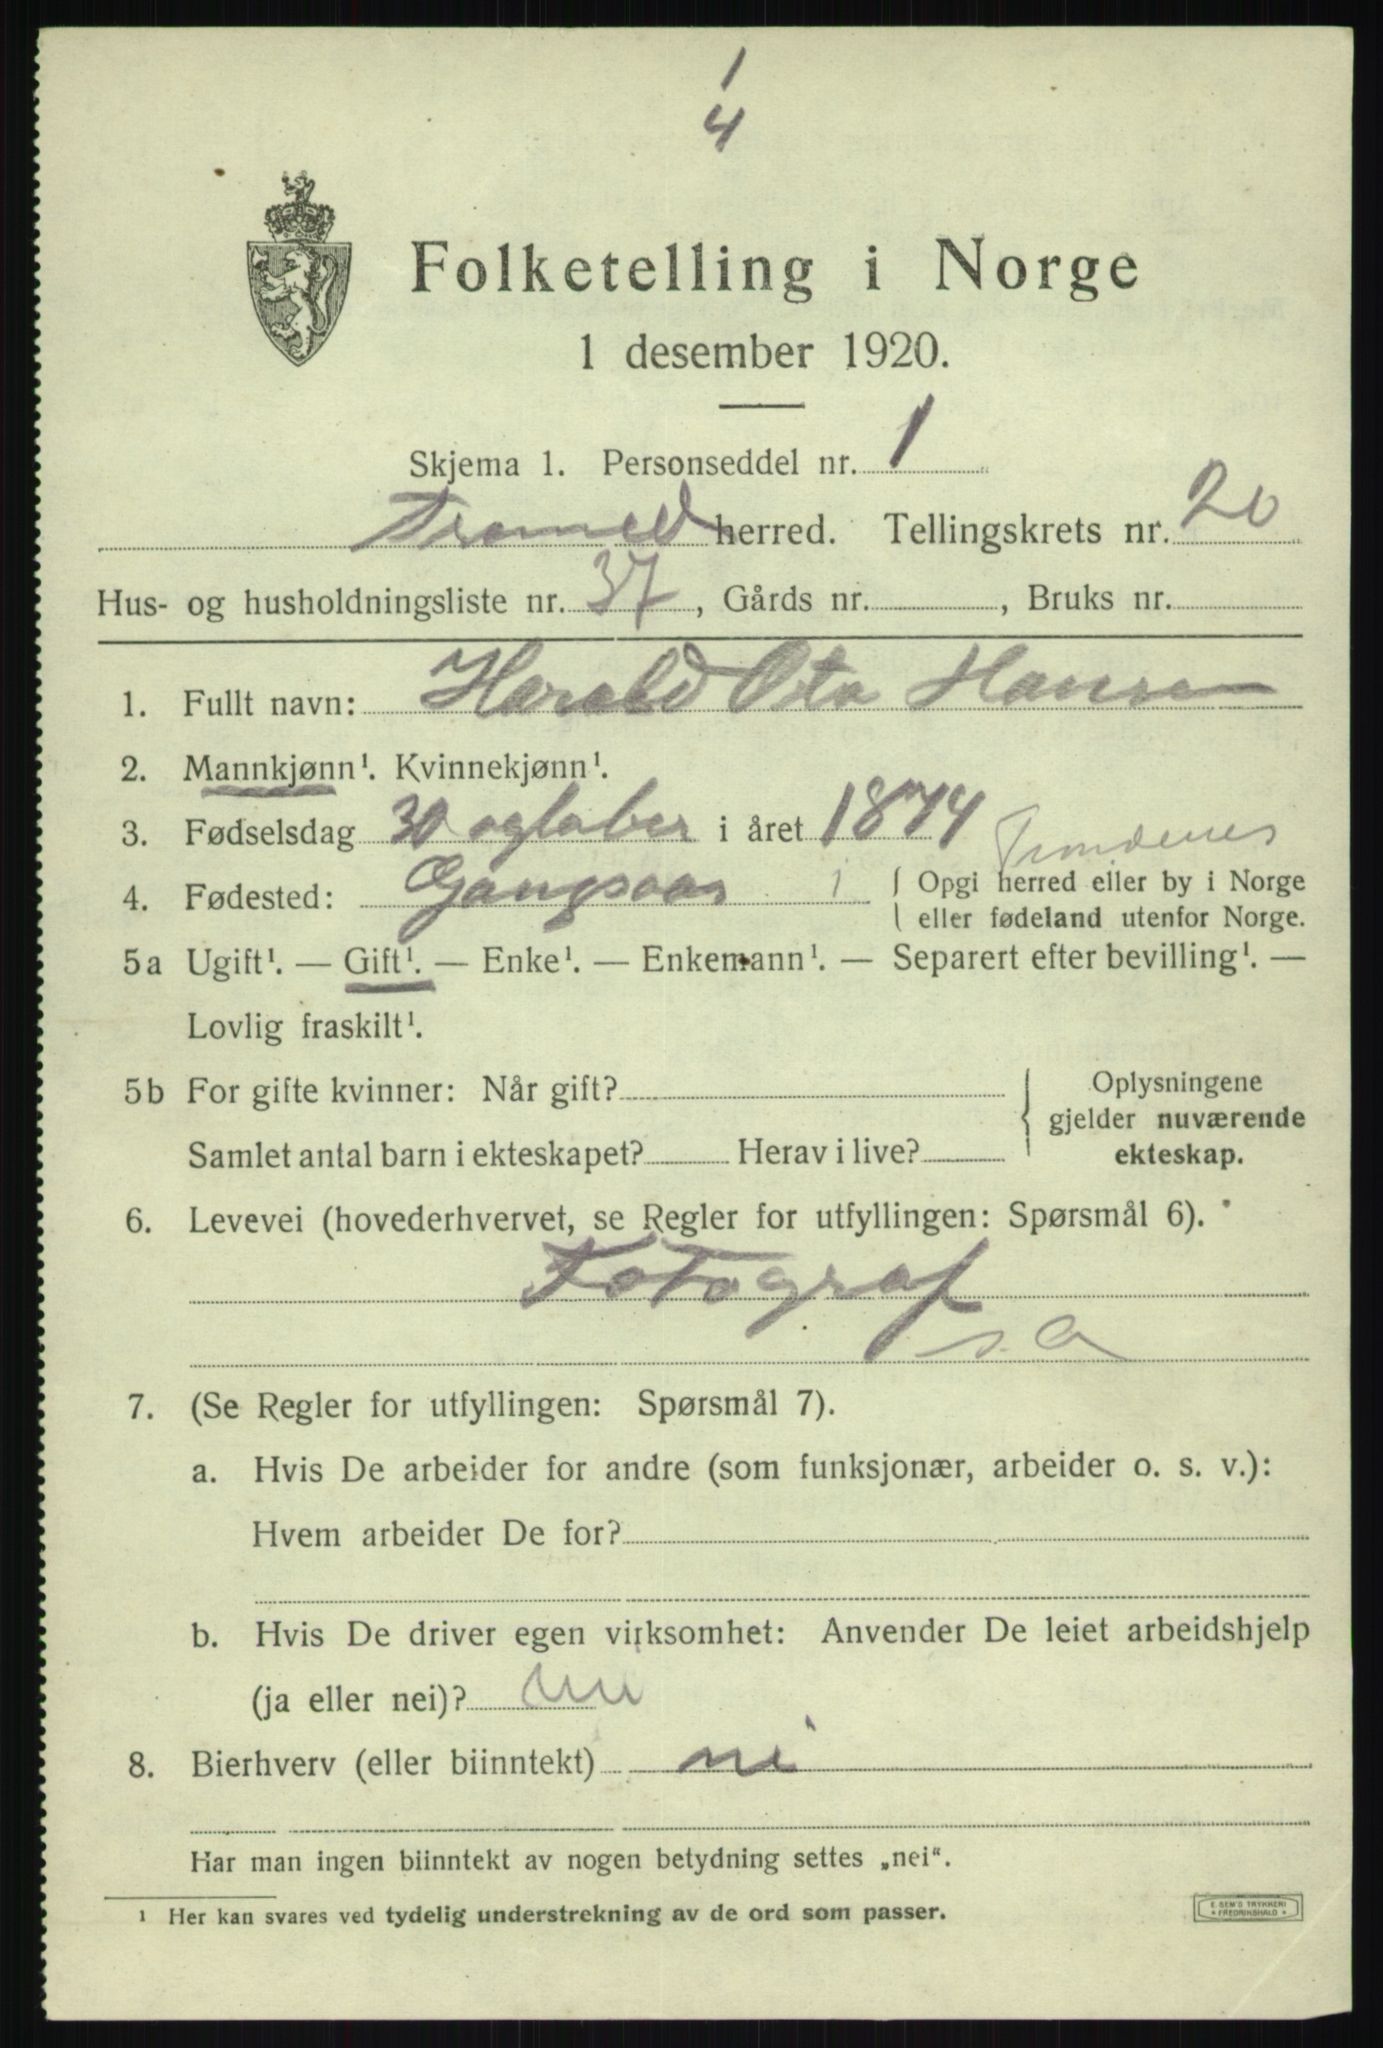 1
4
Folketelling i Norge
1 desember 1920.
Skjema 1. Personseddel nr. 1
herred. Tellingskrets nr. 20
Hus- og husholdningsliste nr. 37, Gårds nr. , Bruks nr.
1. Fullt navn: Harald Oto Hansen
2. Mannkjønn¹. Kvinnekjønn¹.
3. Fødselsdag 30 ogtober i året 1874
Trondenes
4. Fødested: Gangsaas i { Opgi herred eller by i Norge
eller fødeland utenfor Norge.
5a Ugift¹. — Gift¹. — Enke¹. — Enkemann¹. — Separert efter bevilling¹. —
Lovlig fraskilt¹.
5b For gifte kvinner: Når gift?
Samlet antal barn i ekteskapet? Herav i live?
{ Oplysningene
gjelder nuværende
ekteskap.
6. Levevei (hovederhvervet, se Regler for utfyllingen: Spørsmål 6).
Fotograf
s. a
7. (Se Regler for utfyllingen: Spørsmål 7).
a. Hvis De arbeider for andre (som funksjonær, arbeider o. s. v.):
Hvem arbeider De for?
b. Hvis De driver egen virksomhet: Anvender De leiet arbeidshjelp
(ja eller nei)?
8. Bierhverv (eller biinntekt) ni
Har man ingen biinntekt av nogen betydning settes „nei“.
¹ Her kan svares ved tydelig understrekning av de ord som passer.
E. SEM'S TRYKKERI
* FREDRIKSHALD *